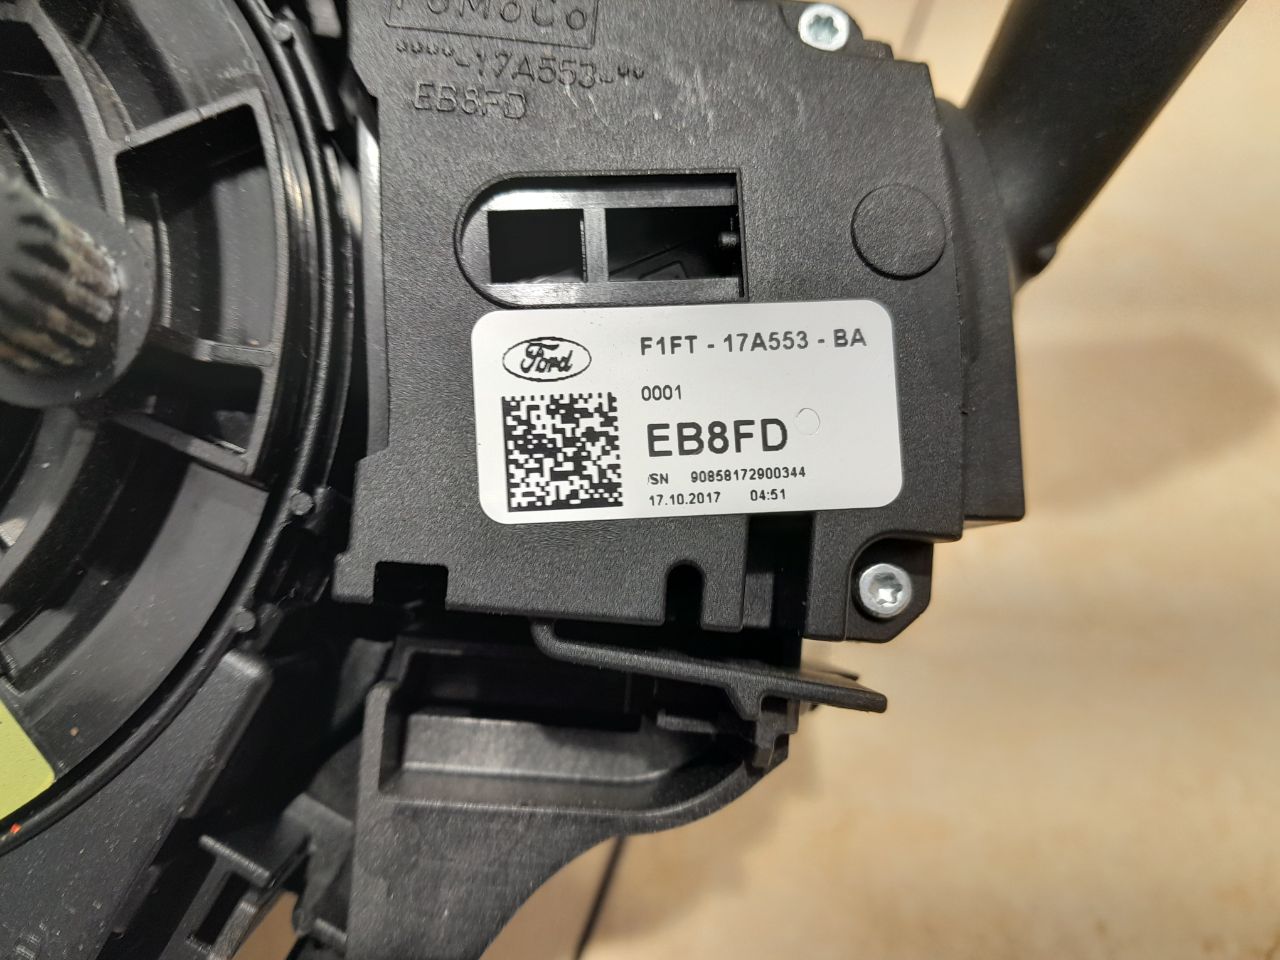 FoMoCo
****-17A553-**
EB8FD
Ford
F1FT - 17A553 - BA
0001
EB8FD
SN 90858172900344
17.10.2017 04:51